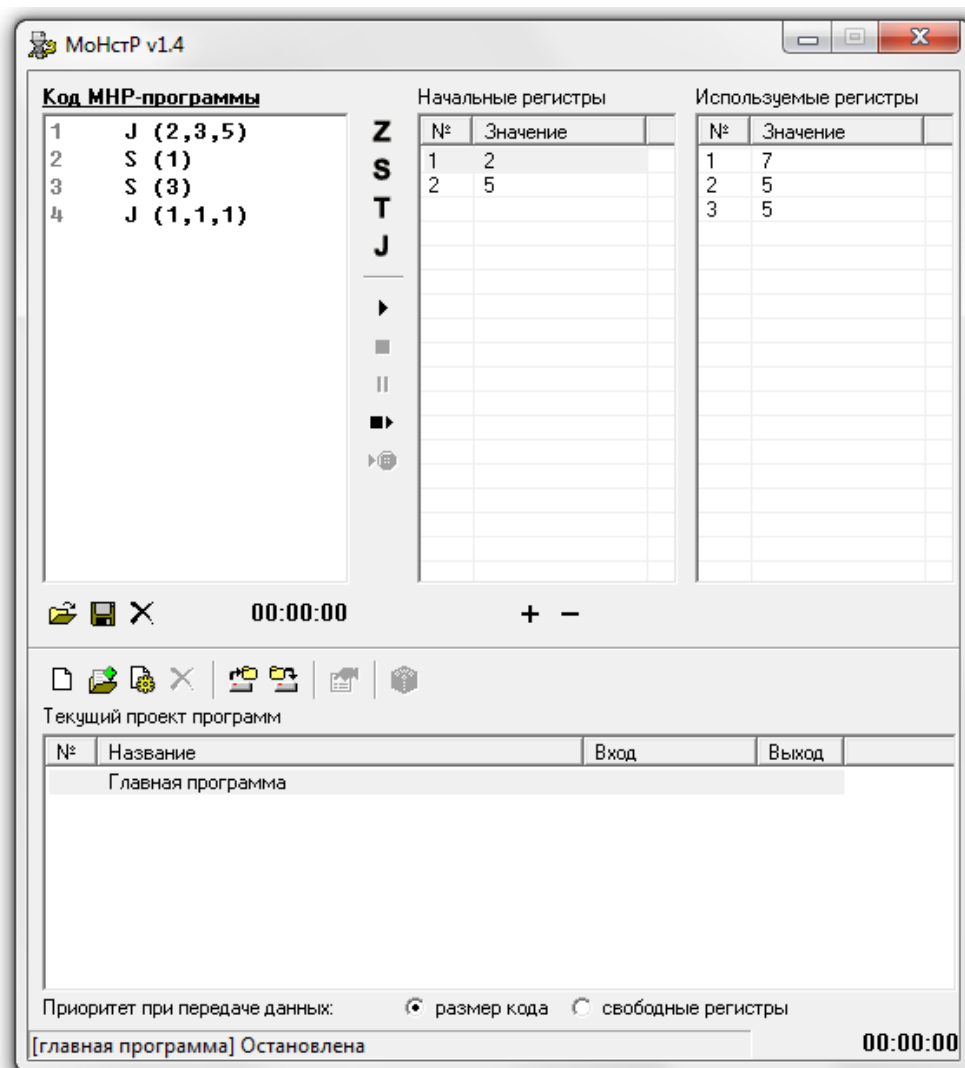 МоНстР v1.4
Код МНР-программы
1 J (2,3,5)
2 S (1)
3 S (3)
4 J (1,1,1)
Z
S
T
J
Начальные регистры
№ Значение
1 2
2 5
Используемые регистры
№ Значение
1 7
2 5
3 5
00:00:00
+ −
Текущий проект программ
№ Название Вход Выход
Главная программа
Приоритет при передаче данных: размер кода свободные регистры
[главная программа] Остановлена 00:00:00